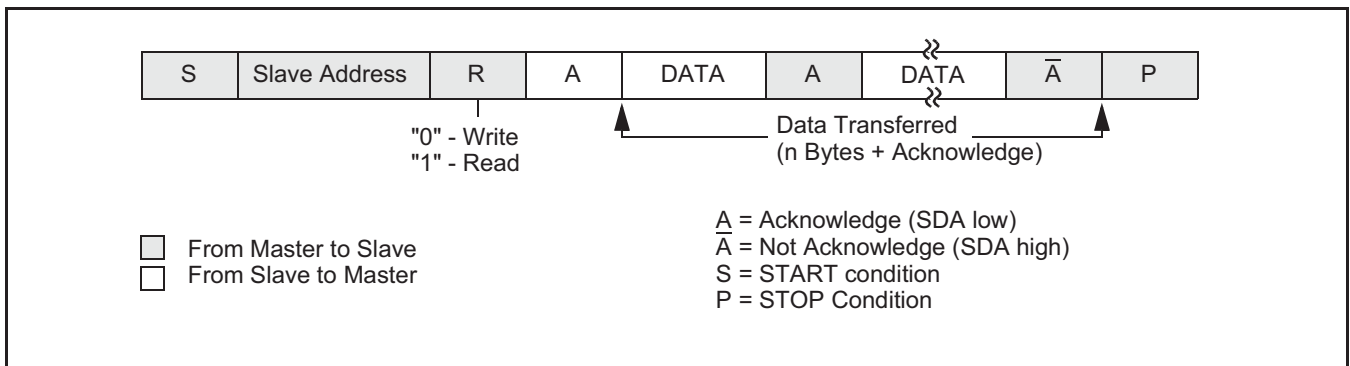 S Slave Address R A DATA A DATA A̅ P
"0" - Write
"1" - Read
Data Transferred
(n Bytes + Acknowledge)
From Master to Slave
From Slave to Master
A = Acknowledge (SDA low)
A̅ = Not Acknowledge (SDA high)
S = START condition
P = STOP Condition